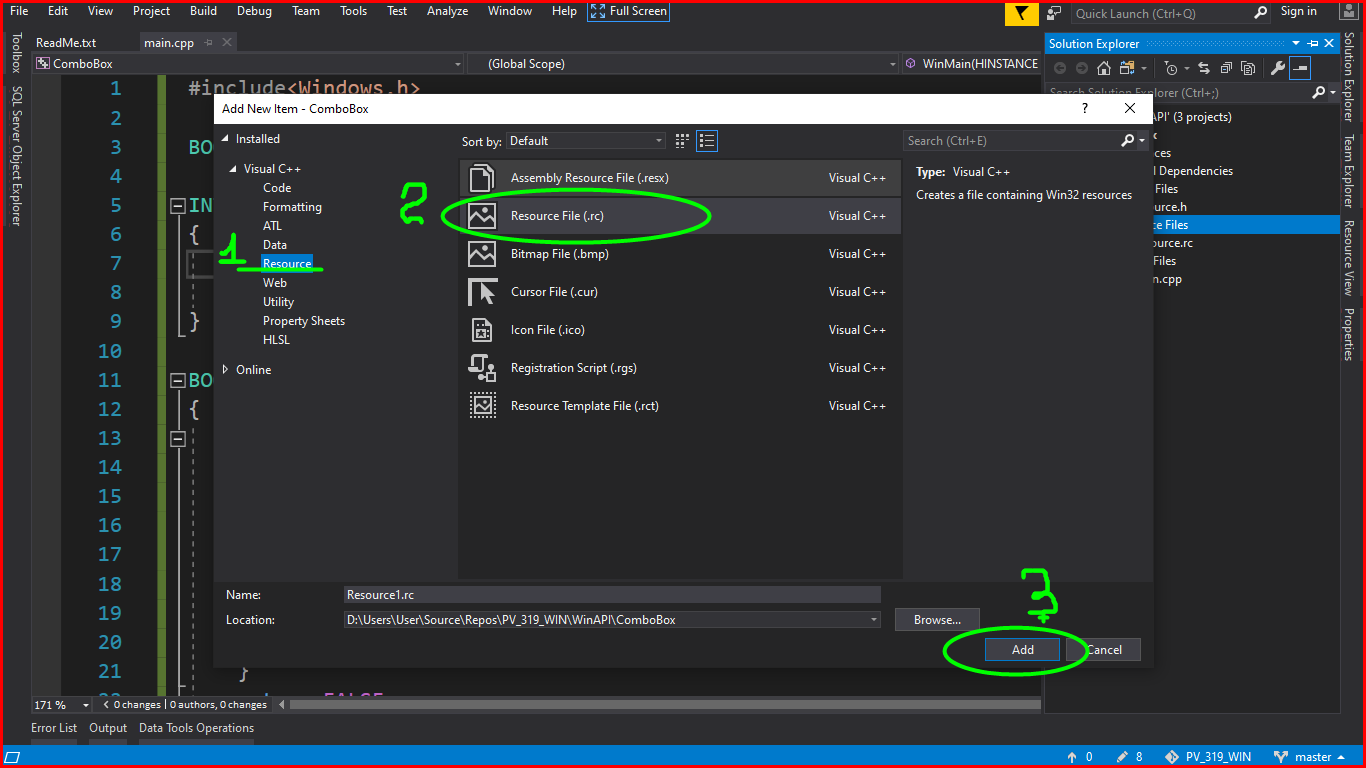 File Edit View Project Build Debug Team Tools Test Analyze Window Help Full Screen Quick Launch (Ctrl+Q) Sign in
ReadMe.txt main.cpp
ComboBox (Global Scope) WinMain(HINSTANCE
Solution Explorer
Search Solution Explorer (Ctrl+;)
Toolbox
SQL Server Object Explorer
1 #include<Windows.h>
2
3 BO
4
5 IN
6 {
7
8
9 }
10
11 BO
12 {
13
14
15
16
17
18
19
20
21 }
FALSE
Add New Item - ComboBox ?
Installed
Visual C++
Code
Formatting
ATL
Data
Resource
Web
Utility
Property Sheets
HLSL
Online
1
2
3
Sort by: Default
Search (Ctrl+E)
Assembly Resource File (.resx) Visual C++
Resource File (.rc) Visual C++
Bitmap File (.bmp) Visual C++
Cursor File (.cur) Visual C++
Icon File (.ico) Visual C++
Registration Script (.rgs) Visual C++
Resource Template File (.rct) Visual C++
Type: Visual C++
Creates a file containing Win32 resources
Name: Resource1.rc
Location: D:\Users\User\Source\Repos\PV_319_WIN\WinAPI\ComboBox
Browse...
Add Cancel
API' (3 projects)
ces
l Dependencies
Files
urce.h
ce Files
ource.rc
Files
n.cpp
Solution Explorer
Team Explorer
Resource View
Properties
171 % 0 changes | 0 authors, 0 changes
Error List Output Data Tools Operations
0 8 PV_319_WIN master